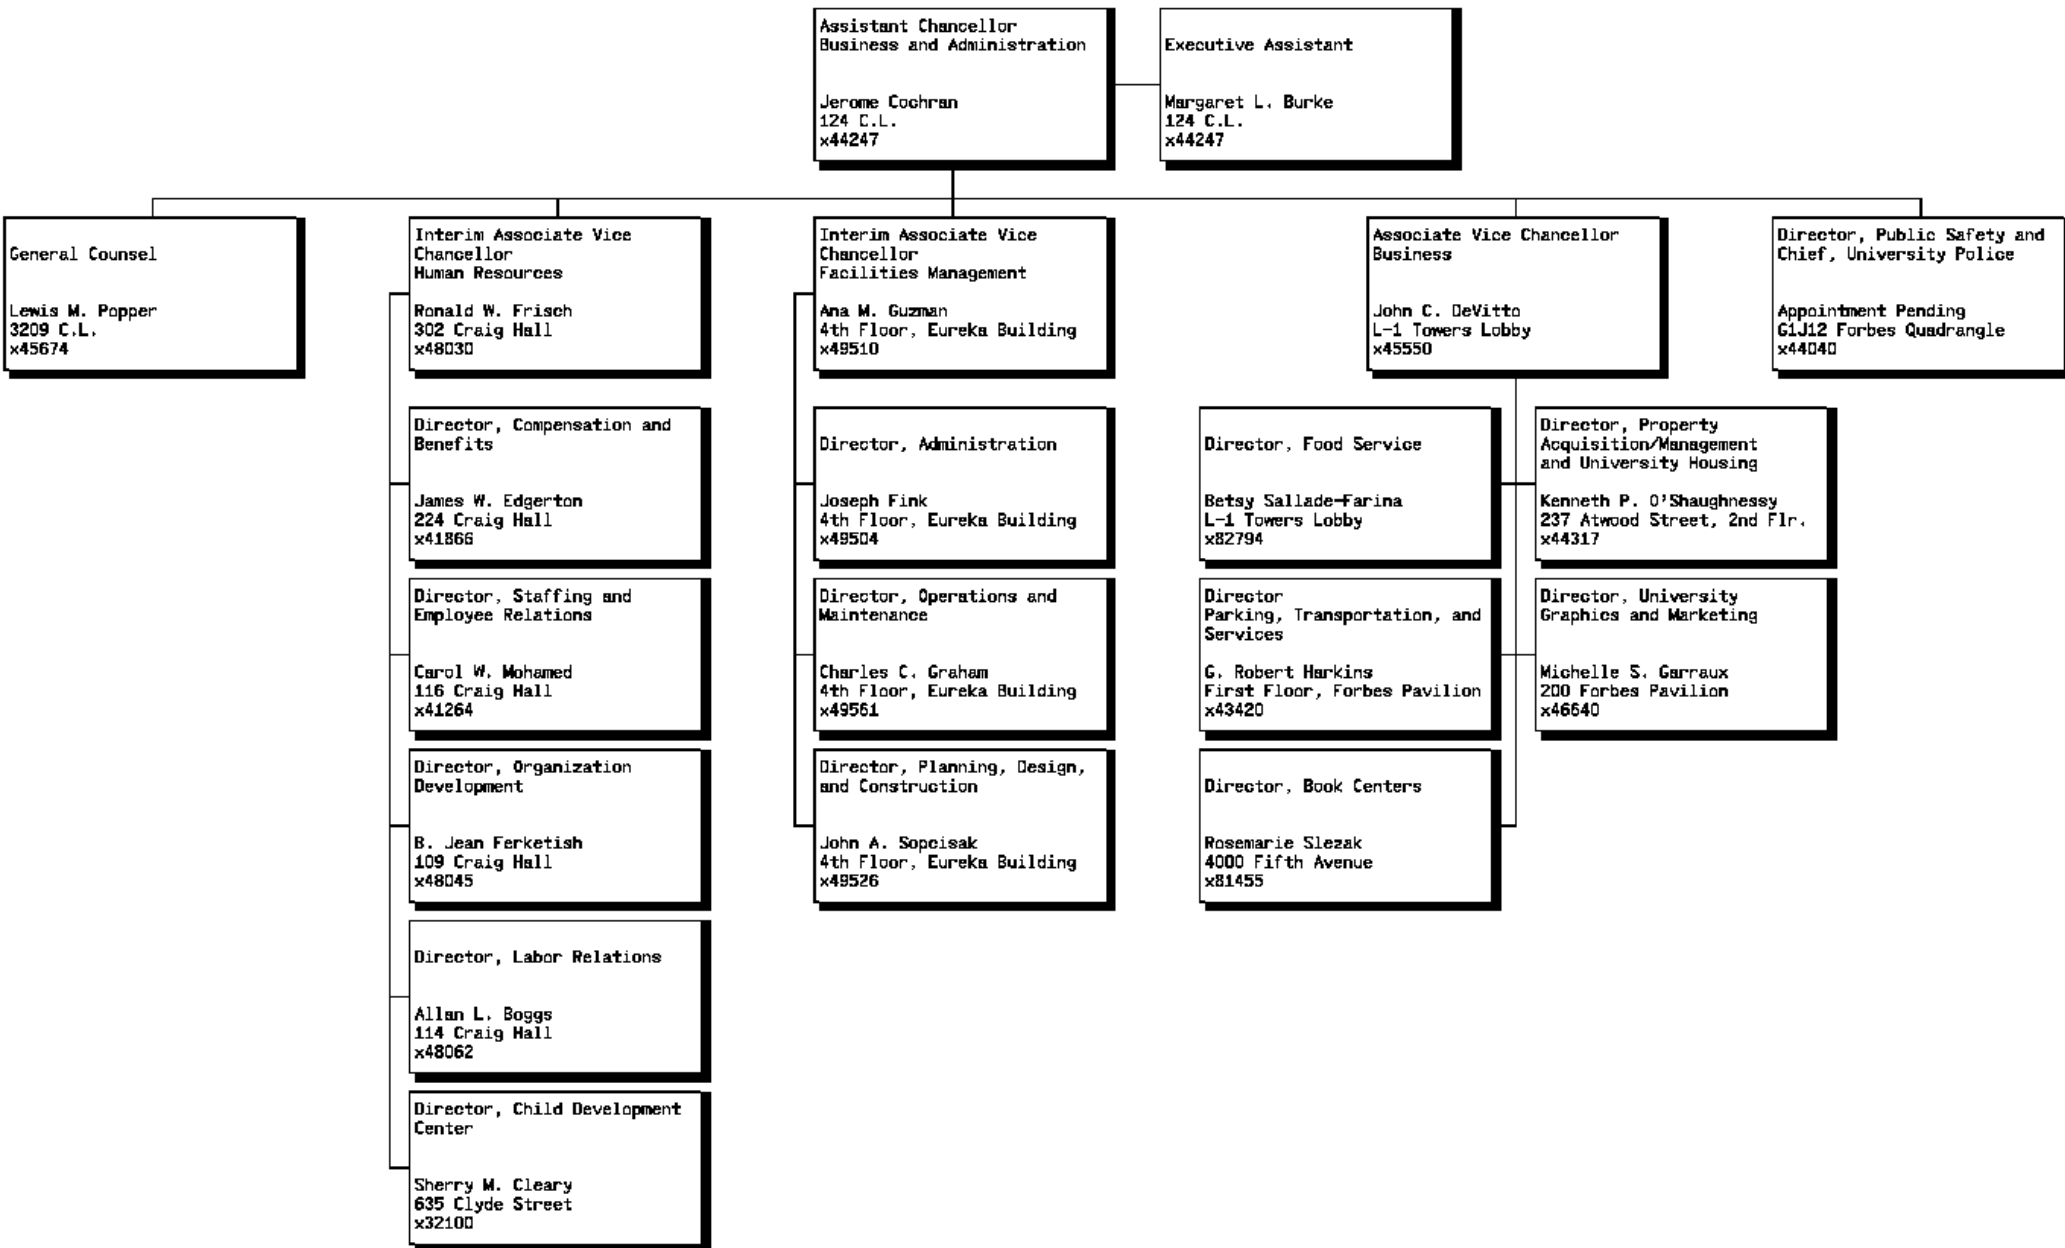 Assistant Chancellor
Business and Administration
Jerome Cochran
124 C.L.
x44247
Executive Assistant
Margaret L. Burke
124 C.L.
x44247
General Counsel
Lewis M. Popper
3209 C.L.
x45674
Interim Associate Vice
Chancellor
Human Resources
Ronald W. Frisch
302 Craig Hall
x48030
Interim Associate Vice
Chancellor
Facilities Management
Ana M. Guzman
4th Floor, Eureka Building
x49510
Associate Vice Chancellor
Business
John C. DeVitto
L-1 Towers Lobby
x45550
Director, Public Safety and
Chief, University Police
Appointment Pending
G1J12 Forbes Quadrangle
x44040
Director, Compensation and
Benefits
James W. Edgerton
224 Craig Hall
x41866
Director, Administration
Joseph Fink
4th Floor, Eureka Building
x49504
Director, Food Service
Betsy Sallade-Farina
L-1 Towers Lobby
x82794
Director, Property
Acquisition/Management
and University Housing
Kenneth P. O'Shaughnessy
237 Atwood Street, 2nd Flr.
x44317
Director, Staffing and
Employee Relations
Carol W. Mohamed
116 Craig Hall
x41264
Director, Operations and
Maintenance
Charles C. Graham
4th Floor, Eureka Building
x49561
Director
Parking, Transportation, and
Services
G. Robert Harkins
First Floor, Forbes Pavilion
x43420
Director, University
Graphics and Marketing
Michelle S. Garraux
200 Forbes Pavilion
x46640
Director, Organization
Development
B. Jean Ferketish
109 Craig Hall
x48045
Director, Planning, Design,
and Construction
John A. Sopcisak
4th Floor, Eureka Building
x49526
Director, Book Centers
Rosemarie Slezak
4000 Fifth Avenue
x81455
Director, Labor Relations
Allan L. Boggs
114 Craig Hall
x48062
Director, Child Development
Center
Sherry M. Cleary
635 Clyde Street
x32100